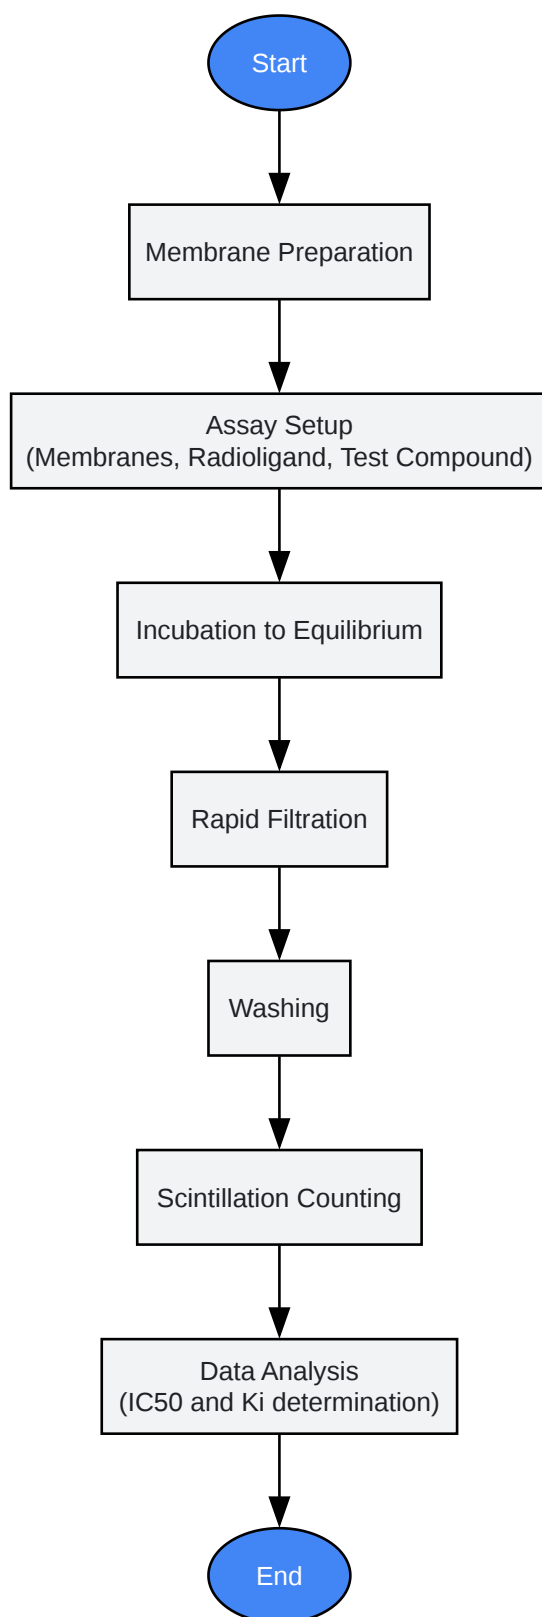 Start
Membrane Preparation
Assay Setup
(Membranes, Radioligand, Test Compound)
Incubation to Equilibrium
Rapid Filtration
Washing
Scintillation Counting
Data Analysis
(IC50 and Ki determination)
End